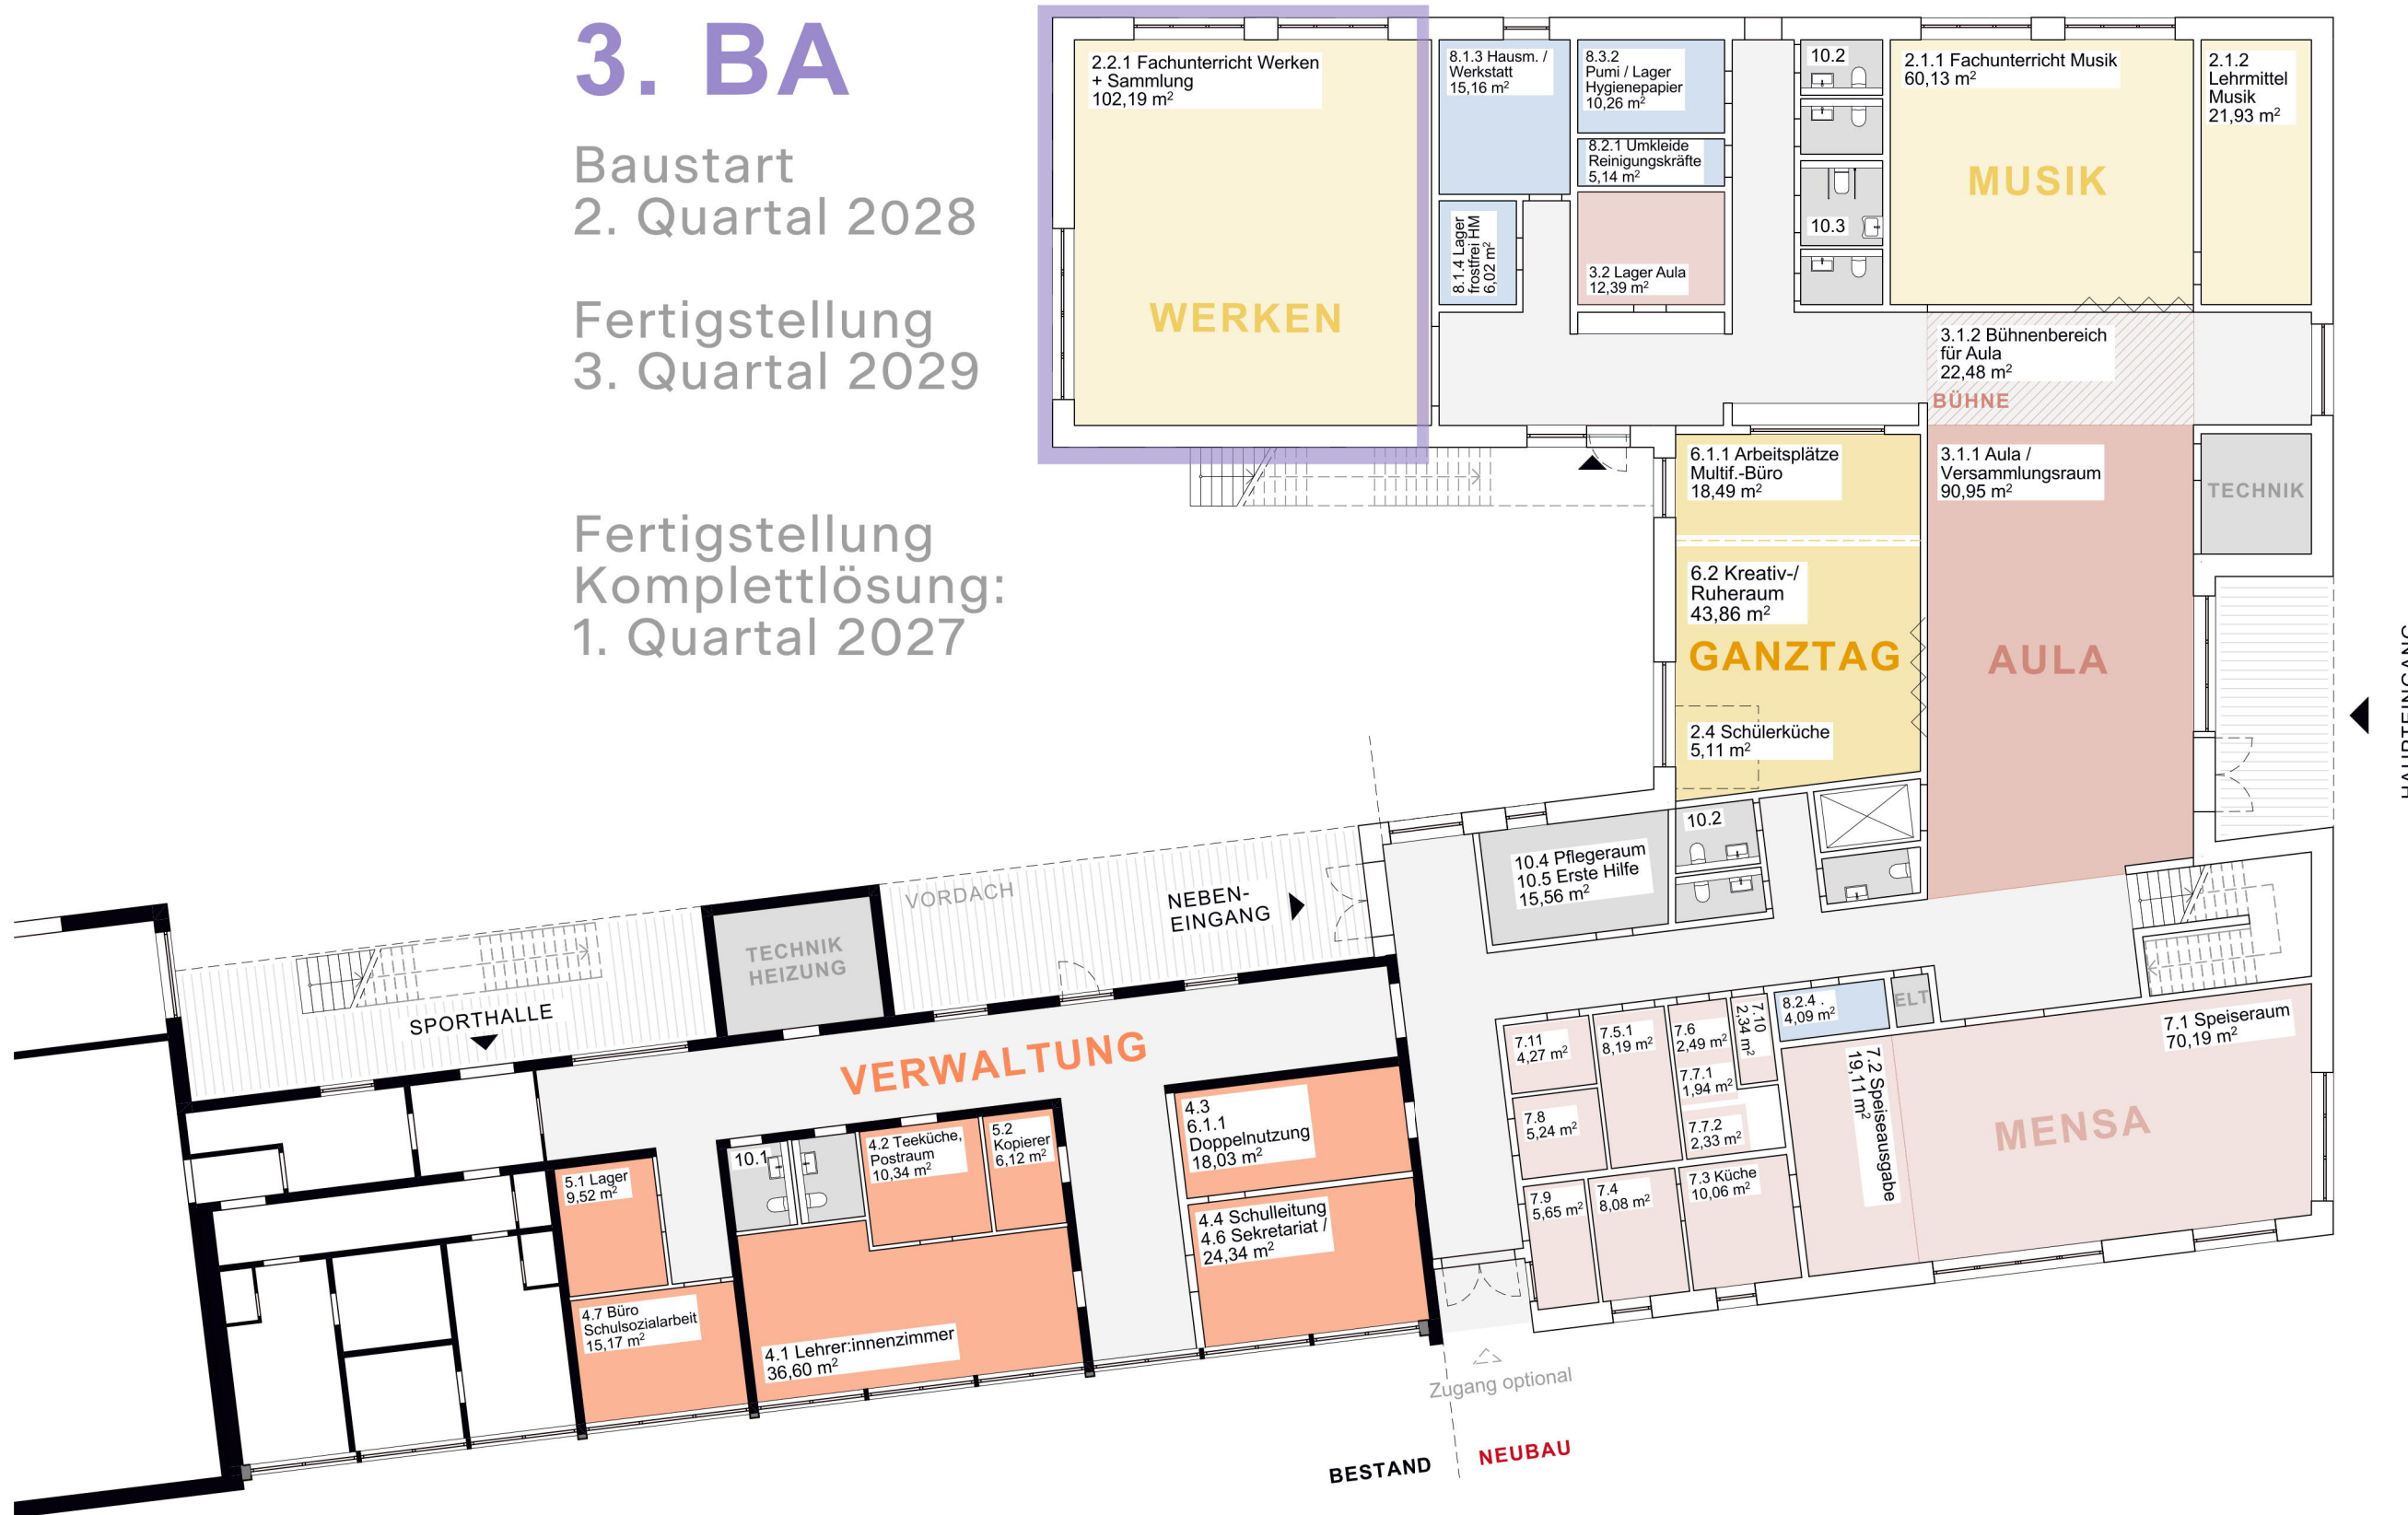 3. BA
Baustart
2. Quartal 2028
Fertigstellung
3. Quartal 2029
Fertigstellung
Komplettlösung:
1. Quartal 2027
2.2.1 Fachunterricht Werken
+ Sammlung
102,19 m²
WERKEN
8.1.3 Hausm. /
Werkstatt
15,16 m²
8.3.2
Pumi / Lager
Hygienepapier
10,26 m²
8.2.1 Umkleide
Reinigungskräfte
5,14 m²
8.1.4 Lager
frostfrei HM
6,02 m²
3.2 Lager Aula
12,39 m²
10.2
10.3
2.1.1 Fachunterricht Musik
60,13 m²
MUSIK
2.1.2
Lehrmittel
Musik
21,93 m²
3.1.2 Bühnenbereich
für Aula
22,48 m²
BÜHNE
6.1.1 Arbeitsplätze
Multif.-Büro
18,49 m²
3.1.1 Aula /
Versammlungsraum
90,95 m²
TECHNIK
6.2 Kreativ-/
Ruheraum
43,86 m²
GANZTAG
AULA
2.4 Schülerküche
5,11 m²
HAUPTEINGANG
10.2
10.4 Pflegeraum
10.5 Erste Hilfe
15,56 m²
VORDACH
NEBEN-
EINGANG
TECHNIK
HEIZUNG
SPORTHALLE
VERWALTUNG
7.11
4,27 m²
7.5.1
8,19 m²
7.6
2,49 m²
7.10
2,34 m²
8.2.4 .
4,09 m²
ELT
7.1 Speiseraum
70,19 m²
7.7.1
1,94 m²
7.2 Speiseausgabe
19,11 m²
MENSA
7.8
5,24 m²
7.7.2
2,33 m²
7.9
5,65 m²
7.4
8,08 m²
7.3 Küche
10,06 m²
4.3
6.1.1
Doppelnutzung
18,03 m²
5.2
Kopierer
6,12 m²
4.2 Teeküche,
Postraum
10,34 m²
10.1
5.1 Lager
9,52 m²
4.4 Schulleitung
4.6 Sekretariat /
24,34 m²
4.7 Büro
Schulsozialarbeit
15,17 m²
4.1 Lehrer:innenzimmer
36,60 m²
Zugang optional
BESTAND
NEUBAU